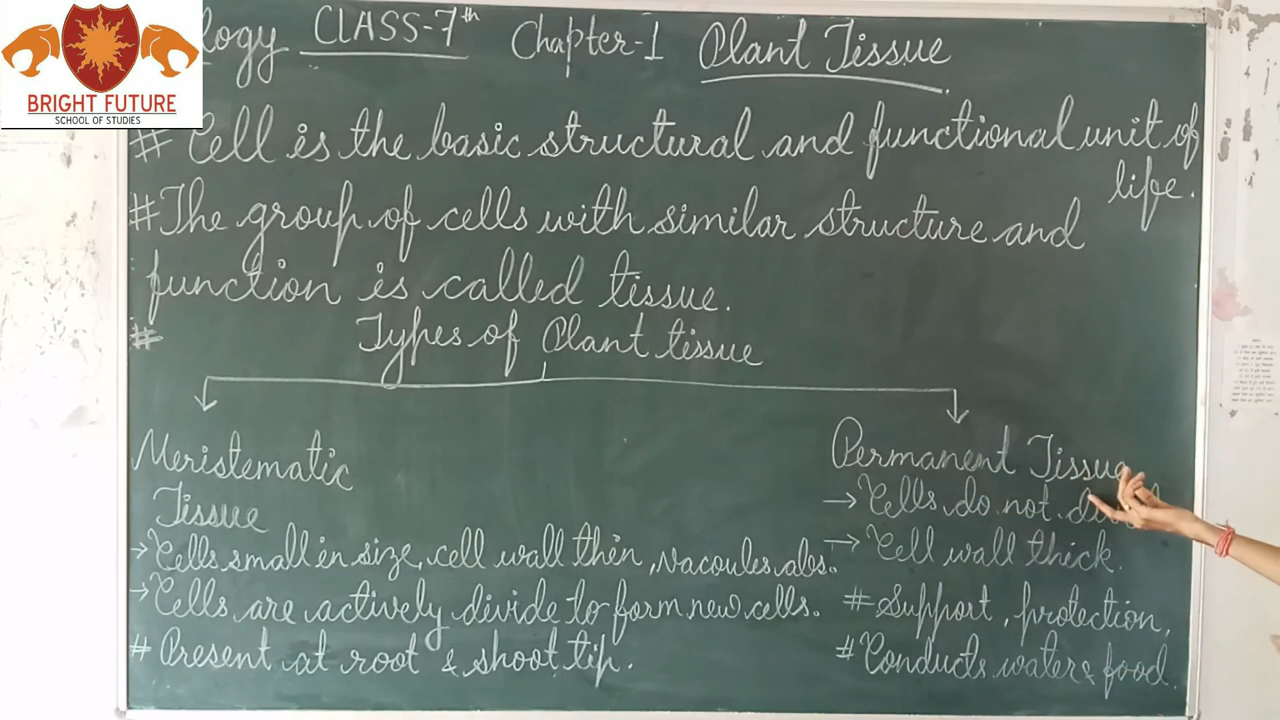 BRIGHT FUTURE
SCHOOL OF STUDIES
logy CLASS-7th Chapter-1 Plant Tissue
# Cell is the basic structural and functional unit of
life.
# The group of cells with similar structure and
function is called tissue.
# Types of Plant tissue
Meristematic
Tissue
→ Cells small in size, cell wall thin, Vacoules abs.
→ Cells are actively divide to form new cells.
# Present at root & shoot tip.
Permanent Tissue
→ Cells do not
→ Cell wall thick.
# Support, protection,
# Conducts water & food.